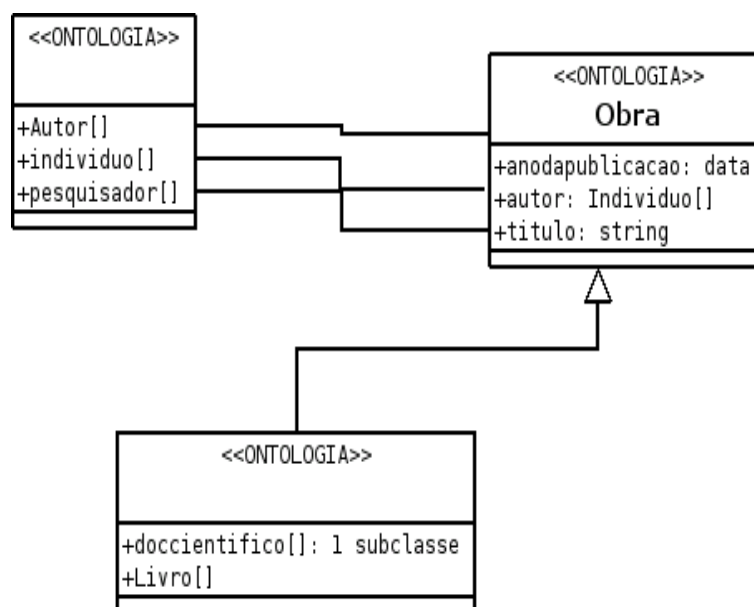 <<ONTOLOGIA>>
+Autor[]
+individuo[]
+pesquisador[]
<<ONTOLOGIA>>
Obra
+anodapublicacao: data
+autor: Individuo[]
+titulo: string
<<ONTOLOGIA>>
+doccientifico[]: 1 subclasse
+Livro[]